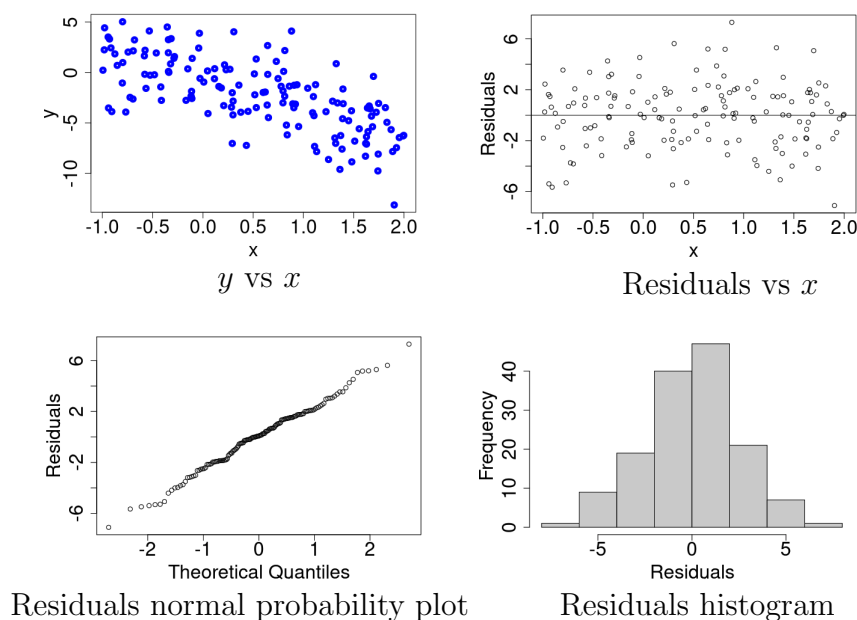 5
0
-5
-10
y
-1.0 -0.5 0.0 0.5 1.0 1.5 2.0
x
y vs x
6
2
-2
-6
Residuals
-1.0 -0.5 0.0 0.5 1.0 1.5 2.0
x
Residuals vs x
6
2
-2
-6
Residuals
-2 -1 0 1 2
Theoretical Quantiles
Residuals normal probability plot
40
30
20
10
0
Frequency
-5 0 5
Residuals
Residuals histogram